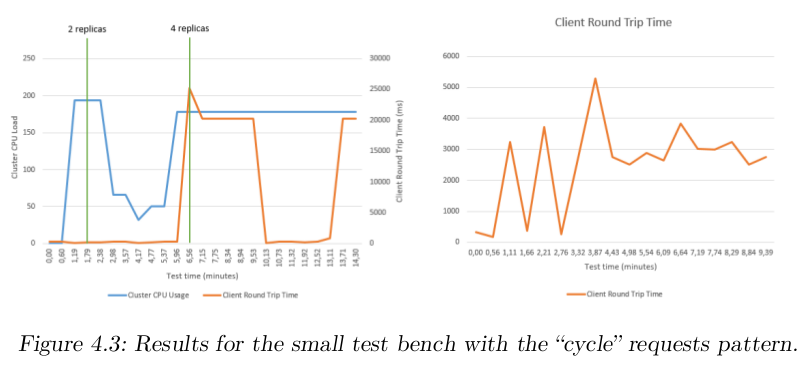 2 replicas
4 replicas
250
200
150
100
50
0
Cluster CPU Load
30000
25000
20000
15000
10000
5000
0
Client Round Trip Time (ms)
0,00 0,60 1,19 1,79 2,38 2,98 3,57 4,17 4,77 5,37 5,96 6,56 7,15 7,75 8,34 8,94 9,53 10,13 10,73 11,32 11,92 12,52 13,11 13,71 14,30
Test time (minutes)
Cluster CPU Usage Client Round Trip Time
Client Round Trip Time
6000
5000
4000
3000
2000
1000
0
0,00 0,56 1,11 1,66 2,21 2,76 3,32 3,87 4,43 4,98 5,54 6,09 6,64 7,19 7,74 8,29 8,84 9,39
Test time (minutes)
Client Round Trip Time
Figure 4.3: Results for the small test bench with the “cycle” requests pattern.